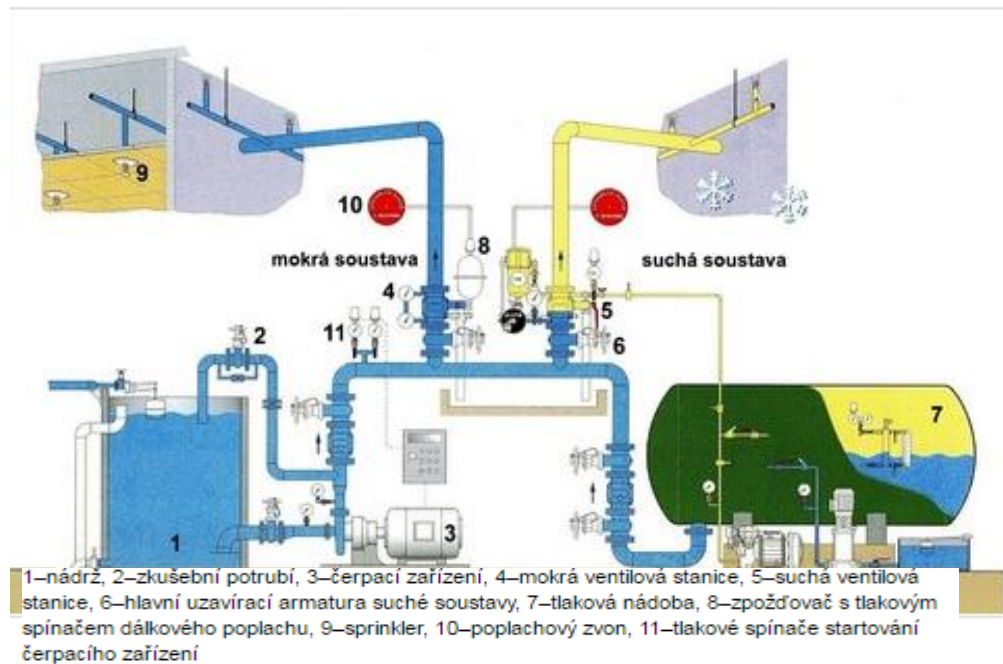 9
10
8
mokrá soustava
suchá soustava
4
5
11
6
2
7
1
3
1–nádrž, 2–zkušební potrubí, 3–čerpací zařízení, 4–mokrá ventilová stanice, 5–suchá ventilová
stanice, 6–hlavní uzavírací armatura suché soustavy, 7–tlaková nádoba, 8–zpožďovač s tlakovým
spínačem dálkového poplachu, 9–sprinkler, 10–poplachový zvon, 11–tlakové spínače startování
čerpacího zařízení